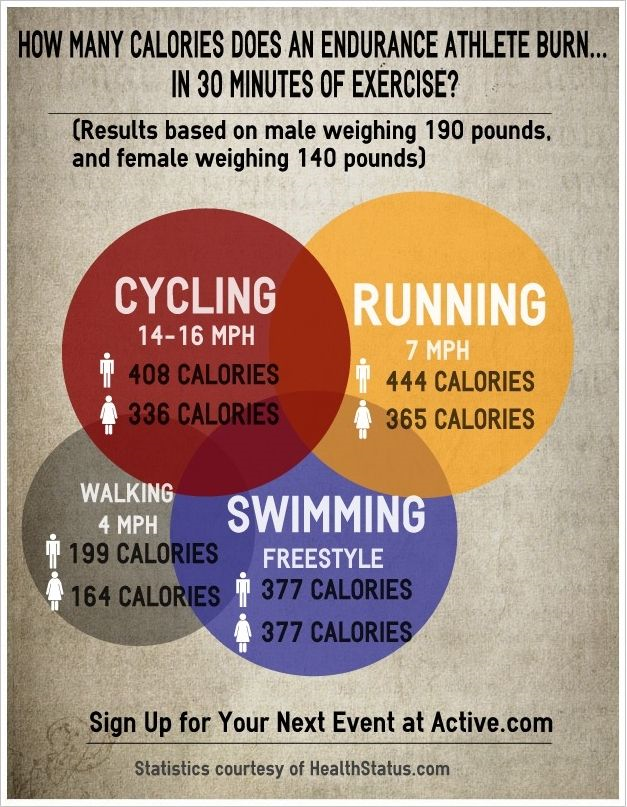 HOW MANY CALORIES DOES AN ENDURANCE ATHLETE BURN...
IN 30 MINUTES OF EXERCISE?
(Results based on male weighing 190 pounds,
and female weighing 140 pounds)
CYCLING
14-16 MPH
408 CALORIES
336 CALORIES
RUNNING
7 MPH
444 CALORIES
365 CALORIES
WALKING
4 MPH
199 CALORIES
164 CALORIES
SWIMMING
FREESTYLE
377 CALORIES
377 CALORIES
Sign Up for Your Next Event at Active.com
Statistics courtesy of HealthStatus.com